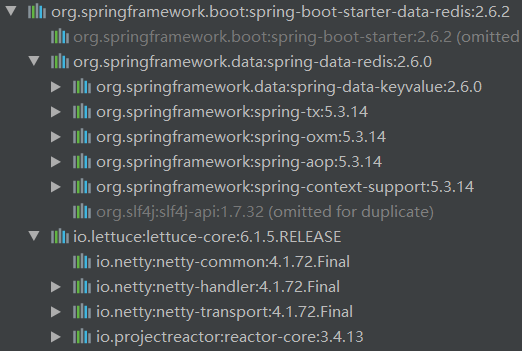 org.springframework.boot:spring-boot-starter-data-redis:2.6.2
org.springframework.boot:spring-boot-starter:2.6.2 (omitted
org.springframework.data:spring-data-redis:2.6.0
org.springframework.data:spring-data-keyvalue:2.6.0
org.springframework:spring-tx:5.3.14
org.springframework:spring-oxm:5.3.14
org.springframework:spring-aop:5.3.14
org.springframework:spring-context-support:5.3.14
org.slf4j:slf4j-api:1.7.32 (omitted for duplicate)
io.lettuce:lettuce-core:6.1.5.RELEASE
io.netty:netty-common:4.1.72.Final
io.netty:netty-handler:4.1.72.Final
io.netty:netty-transport:4.1.72.Final
io.projectreactor:reactor-core:3.4.13